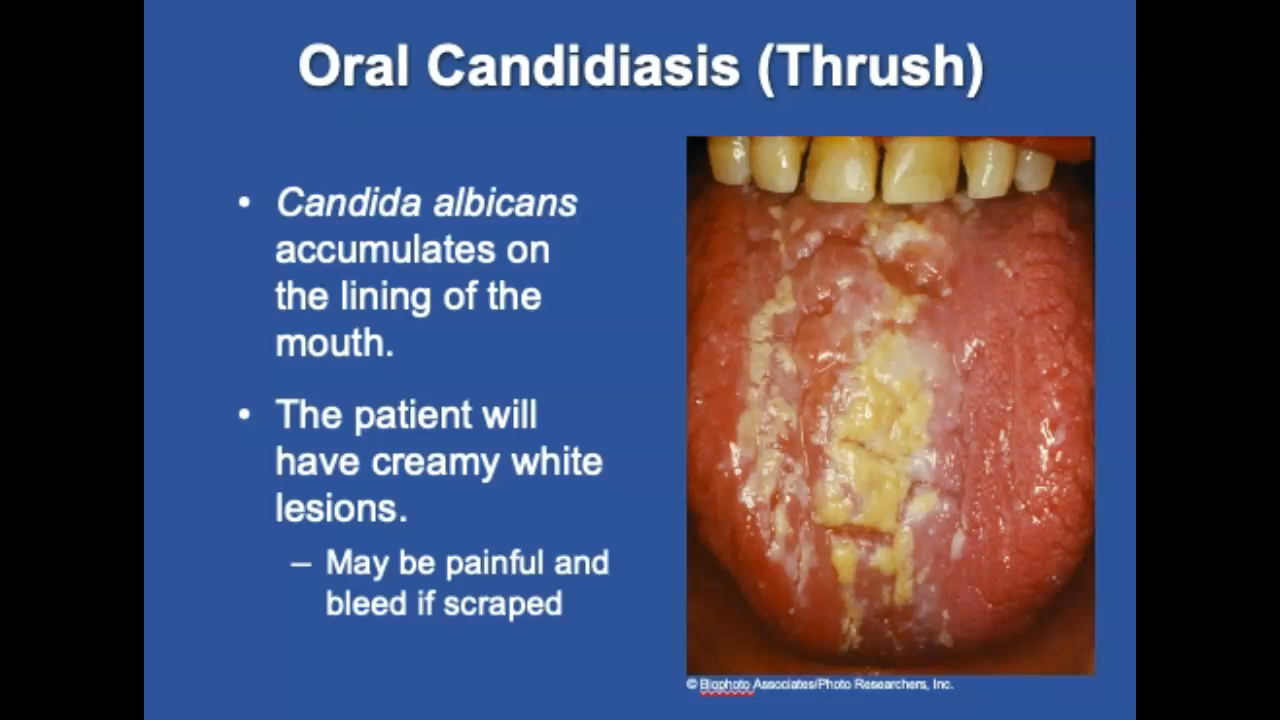 Oral Candidiasis (Thrush)
• Candida albicans
accumulates on
the lining of the
mouth.
• The patient will
have creamy white
lesions.
– May be painful and
bleed if scraped
© Biophoto Associates/Photo Researchers, Inc.